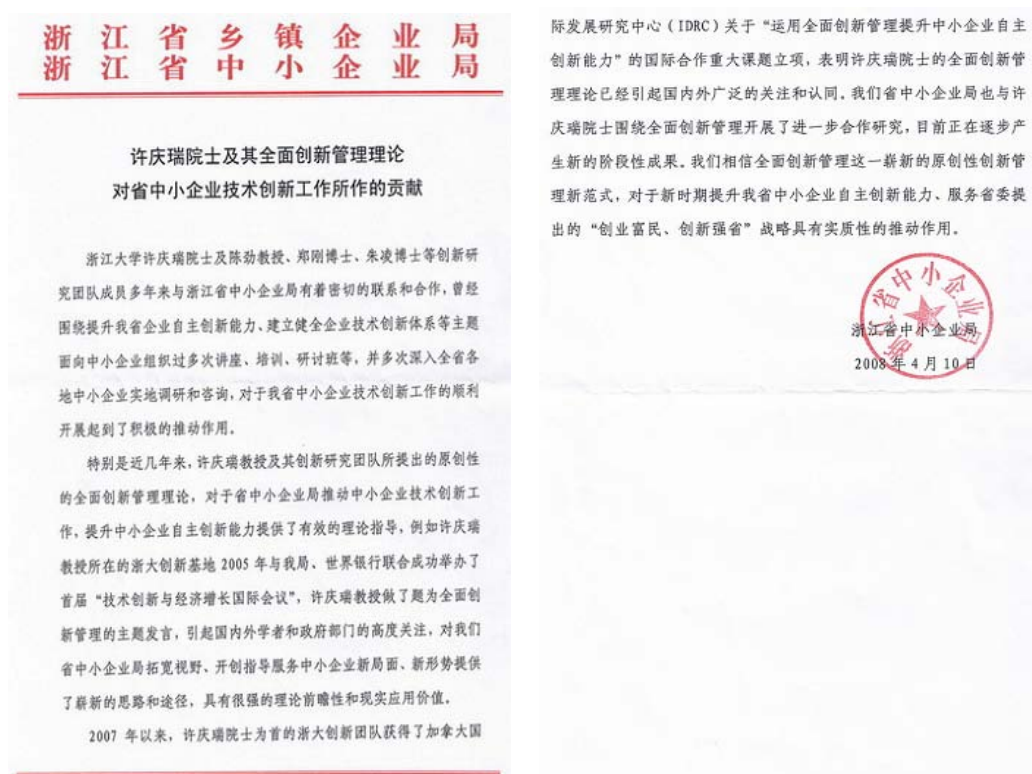 浙江省乡镇企业局
浙江省中小企业局
许庆瑞院士及其全面创新管理理论
对省中小企业技术创新工作所作的贡献
浙江大学许庆瑞院士及陈劲教授、郑刚博士、朱凌博士等创新研
究团队成员多年来与浙江省中小企业局有着密切的联系和合作，曾经
围绕提升我省企业自主创新能力、建立健全企业技术创新体系等主题
面向中小企业组织过多次讲座、培训、研讨班等，并多次深入全省各
地中小企业实地调研和咨询，对于我省中小企业技术创新工作的顺利
开展起到了积极的推动作用。
特别是近几年来，许庆瑞教授及其创新研究团队所提出的原创性
的全面创新管理理论，对于省中小企业局推动中小企业技术创新工
作，提升中小企业自主创新能力提供了有效的理论指导，例如许庆瑞
教授所在的浙大创新基地 2005 年与我局、世界银行联合成功举办了
首届“技术创新与经济增长国际会议”，许庆瑞教授做了题为全面创
新管理的主题发言，引起国内外学者和政府部门的高度关注，对我们
省中小企业局拓宽视野、开创指导服务中小企业新局面、新形势提供
了崭新的思路和途径，具有很强的理论前瞻性和现实应用价值。
2007 年以来，许庆瑞院士为首的浙大创新团队获得了加拿大国
际发展研究中心（IDRC）关于“运用全面创新管理提升中小企业自主
创新能力”的国际合作重大课题立项，表明许庆瑞院士的全面创新管
理理论已经引起国内外广泛的关注和认同。我们省中小企业局也与许
庆瑞院士围绕全面创新管理开展了进一步合作研究，目前正在逐步产
生新的阶段性成果。我们相信全面创新管理这一崭新的原创性创新管
理新范式，对于新时期提升我省中小企业自主创新能力、服务省委提
出的“创业富民、创新强省”战略具有实质性的推动作用。
浙江省中小企业局
浙江省中小企业局
2008 年 4 月 10 日